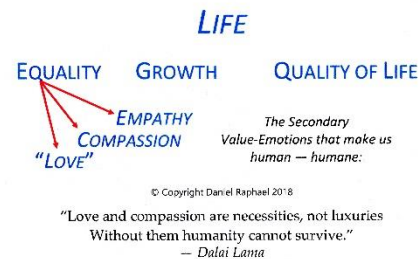 LIFE
EQUALITY GROWTH QUALITY OF LIFE
EMPATHY
COMPASSION
“LOVE”
The Secondary
Value-Emotions that make us
human — humane:
© Copyright Daniel Raphael 2018
“Love and compassion are necessities, not luxuries
Without them humanity cannot survive.”
— Dalai Lama